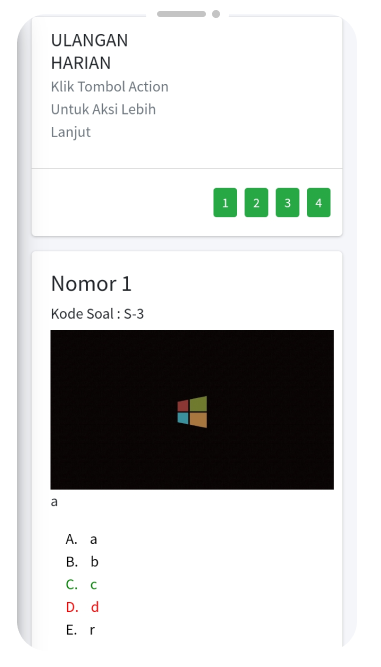 ULANGAN
HARIAN
Klik Tombol Action
Untuk Aksi Lebih
Lanjut
1 2 3 4
Nomor 1
Kode Soal : S-3
a
A. a
B. b
C. c
D. d
E. r